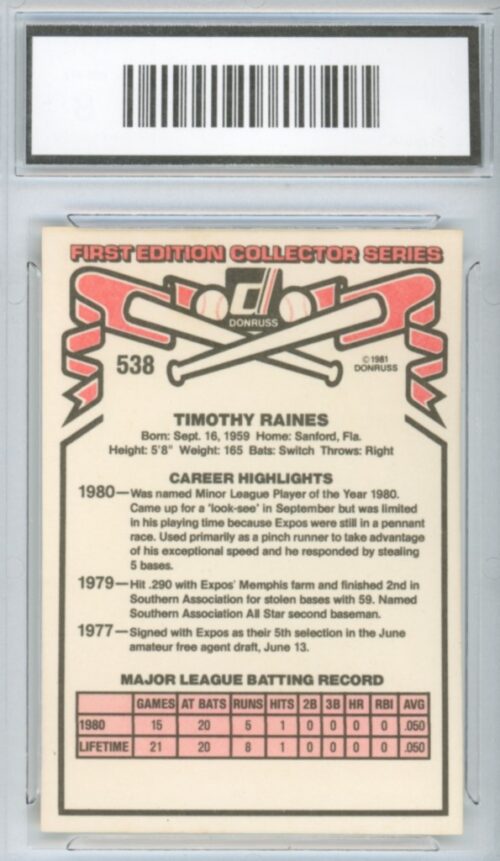 FIRST EDITION COLLECTOR SERIES
DONRUSS
538
© 1981
DONRUSS
TIMOTHY RAINES
Born: Sept. 16, 1959 Home: Sanford, Fla.
Height: 5'8" Weight: 165 Bats: Switch Throws: Right
CAREER HIGHLIGHTS
1980—Was named Minor League Player of the Year 1980.
Came up for a 'look-see' in September but was limited
in his playing time because Expos were still in a pennant
race. Used primarily as a pinch runner to take advantage
of his exceptional speed and he responded by stealing
5 bases.
1979—Hit .290 with Expos' Memphis farm and finished 2nd in
Southern Association for stolen bases with 59. Named
Southern Association All Star second baseman.
1977—Signed with Expos as their 5th selection in the June
amateur free agent draft, June 13.
MAJOR LEAGUE BATTING RECORD
GAMES AT BATS RUNS HITS 2B 3B HR RBI AVG
1980 15 20 5 1 0 0 0 0 .050
LIFETIME 21 20 8 1 0 0 0 0 .050